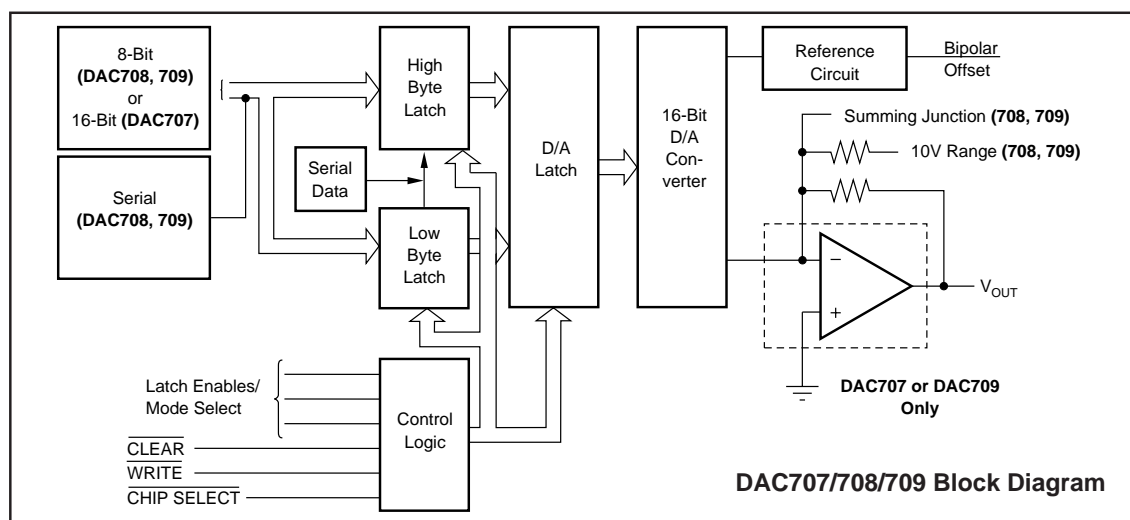 8-Bit
(DAC708, 709)
or
16-Bit (DAC707)
Serial
(DAC708, 709)
High
Byte
Latch
Serial
Data
Low
Byte
Latch
D/A
Latch
16-Bit
D/A
Con-
verter
Reference
Circuit
Bipolar
Offset
Summing Junction (708, 709)
10V Range (708, 709)
−
+
VOUT
DAC707 or DAC709
Only
Latch Enables/
Mode Select
CLEAR
WRITE
CHIP SELECT
Control
Logic
DAC707/708/709 Block Diagram